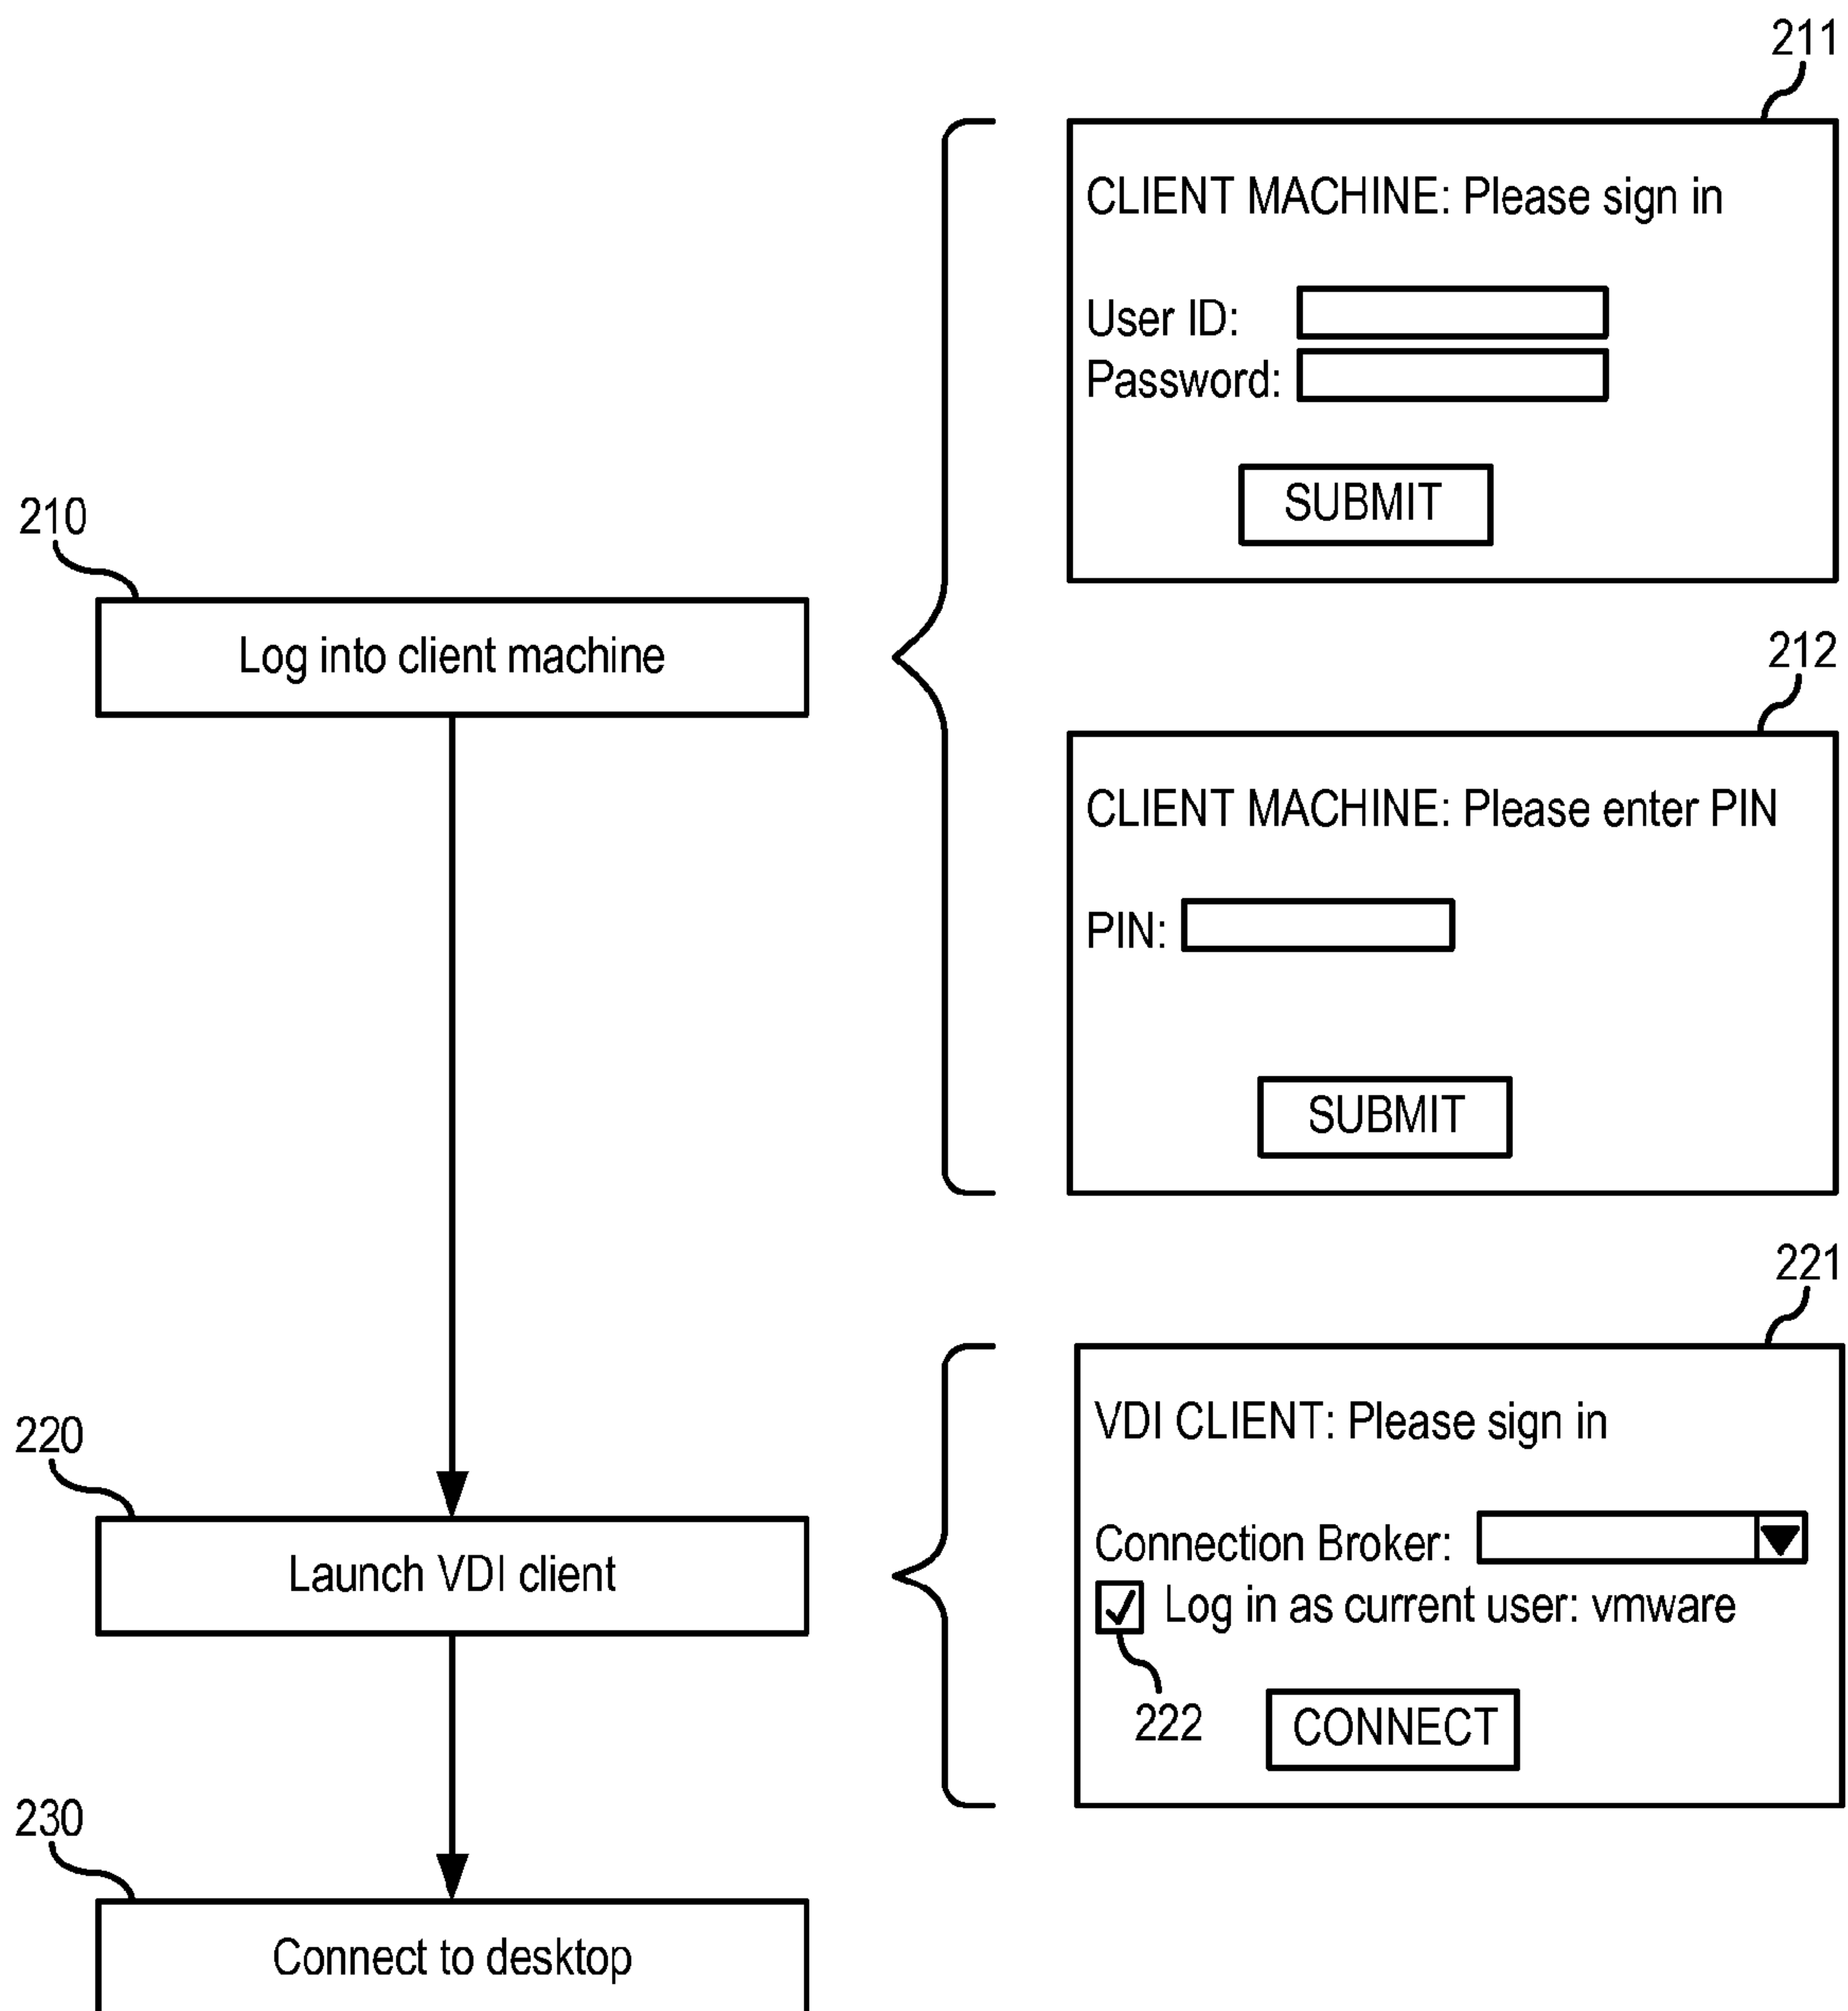 211
CLIENT MACHINE: Please sign in
User ID:
Password:
SUBMIT
210
Log into client machine
212
CLIENT MACHINE: Please enter PIN
PIN:
SUBMIT
221
VDI CLIENT: Please sign in
220
Launch VDI client
Connection Broker:
Log in as current user: vmware
222
CONNECT
230
Connect to desktop